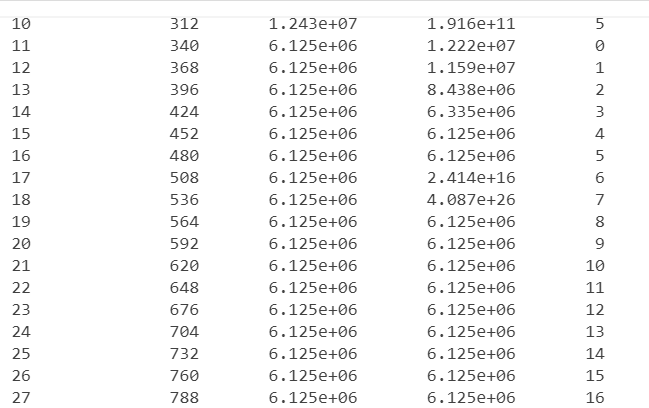 10 312 1.243e+07 1.916e+11 5
11 340 6.125e+06 1.222e+07 0
12 368 6.125e+06 1.159e+07 1
13 396 6.125e+06 8.438e+06 2
14 424 6.125e+06 6.335e+06 3
15 452 6.125e+06 6.125e+06 4
16 480 6.125e+06 6.125e+06 5
17 508 6.125e+06 2.414e+16 6
18 536 6.125e+06 4.087e+26 7
19 564 6.125e+06 6.125e+06 8
20 592 6.125e+06 6.125e+06 9
21 620 6.125e+06 6.125e+06 10
22 648 6.125e+06 6.125e+06 11
23 676 6.125e+06 6.125e+06 12
24 704 6.125e+06 6.125e+06 13
25 732 6.125e+06 6.125e+06 14
26 760 6.125e+06 6.125e+06 15
27 788 6.125e+06 6.125e+06 16